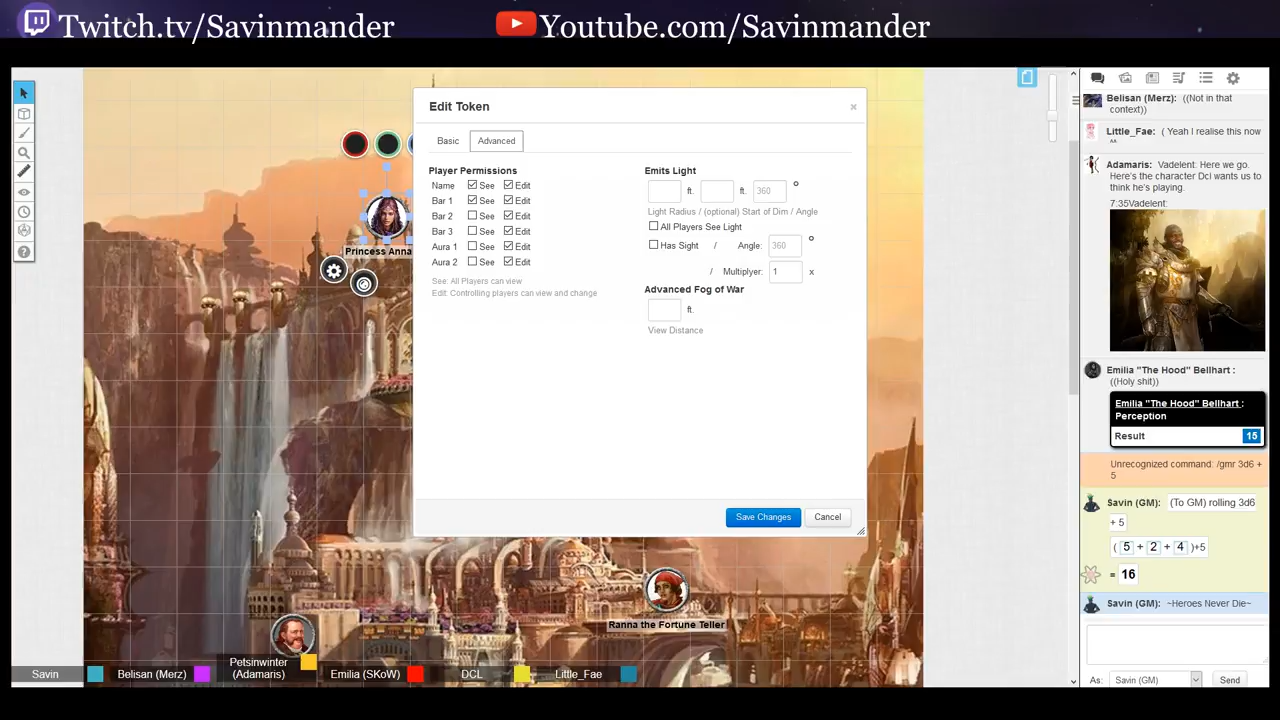 Twitch.tv/Savinmander
Youtube.com/Savinmander
Edit Token
×
Basic
Advanced
Player Permissions
Name See Edit
Bar 1 See Edit
Bar 2 See Edit
Bar 3 See Edit
Aura 1 See Edit
Aura 2 See Edit
See: All Players can view
Edit: Controlling players can view and change
Emits Light
ft. ft. 360 °
Light Radius / (optional) Start of Dim / Angle
All Players See Light
Has Sight / Angle: 360 °
/ Multiplyer: 1 x
Advanced Fog of War
ft.
View Distance
Save Changes
Cancel
Princess Anna
Ranna the Fortune Teller
Savin
Belisan (Merz)
Petsinwinter
(Adamaris)
Emilia (SKoW)
DCL
Little_Fae
Belisan (Merz): ((Not in that
context))
Little_Fae: ( Yeah I realise this now
^^
Adamaris: Vadelent: Here we go.
Here's the character Dcl wants us to
think he's playing.
7:35Vadelent:
Emilia "The Hood" Bellhart :
((Holy shit))
Emilia "The Hood" Bellhart :
Perception
Result 15
Unrecognized command: /gmr 3d6 +
5
Savin (GM): (To GM) rolling 3d6
+ 5
( 5 + 2 + 4 )+5
= 16
Savin (GM): ~Heroes Never Die~
As: Savin (GM) Send